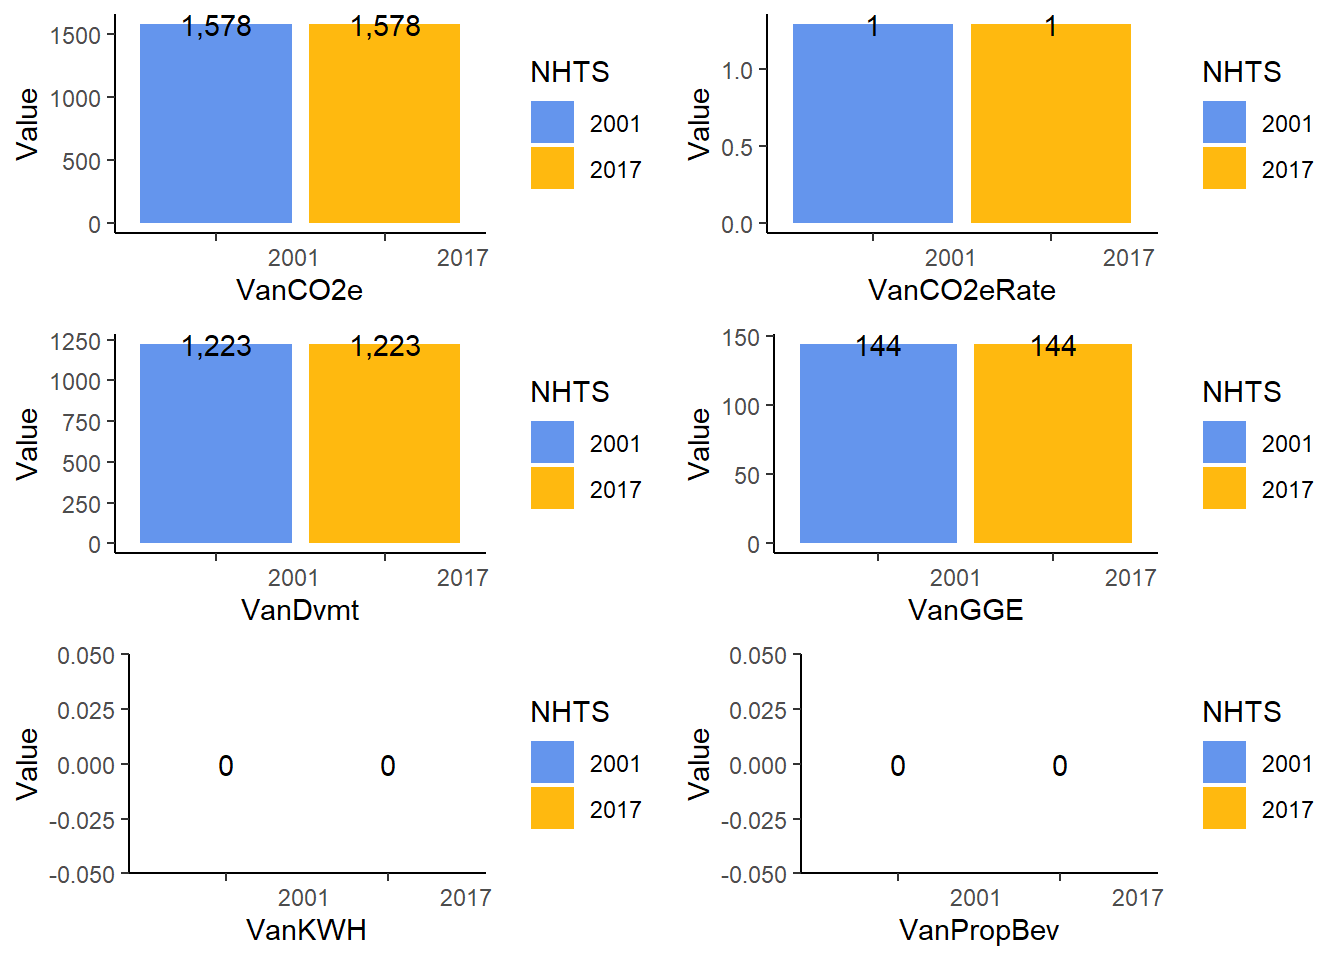 1,578 1,578
1500
1000
500
0
Value
2001 2017
VanCO2e
NHTS
2001
2017
1 1
1.0
0.5
0.0
Value
2001 2017
VanCO2eRate
NHTS
2001
2017
1,223 1,223
1250
1000
750
500
250
0
Value
2001 2017
VanDvmt
NHTS
2001
2017
144 144
150
100
50
0
Value
2001 2017
VanGGE
NHTS
2001
2017
0.050
0.025
0.000
-0.025
-0.050
0 0
Value
2001 2017
VanKWH
NHTS
2001
2017
0.050
0.025
0.000
-0.025
-0.050
0 0
Value
2001 2017
VanPropBev
NHTS
2001
2017